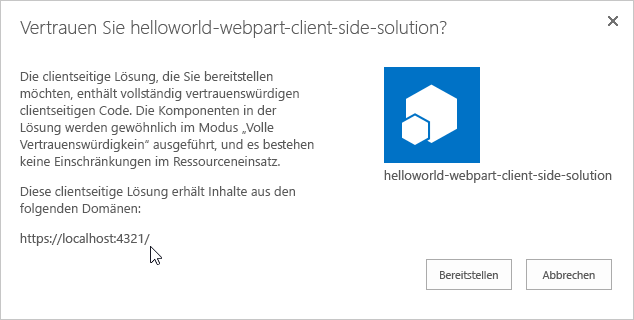 Vertrauen Sie helloworld-webpart-client-side-solution?
Die clientseitige Lösung, die Sie bereitstellen
möchten, enthält vollständig vertrauenswürdigen
clientseitigen Code. Die Komponenten in der
Lösung werden gewöhnlich im Modus „Volle
Vertrauenswürdigkein“ ausgeführt, und es bestehen
keine Einschränkungen im Ressourceneinsatz.
Diese clientseitige Lösung erhält Inhalte aus den
folgenden Domänen:
https://localhost:4321/
helloworld-webpart-client-side-solution
Bereitstellen
Abbrechen